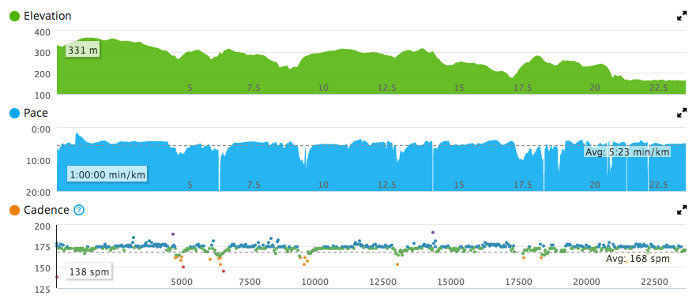 Elevation
400
331 m
300
200
100
5 7.5 10 12.5 15 17.5 20 22.5
Pace
0:00
Avg: 5:23 min/km
10:00
1:00:00 min/km
5 7.5 10 12.5 15 17.5 20 22.5
20:00
Cadence ?
200
175
Avg: 168 spm
150
138 spm
125
5000 7500 10000 12500 15000 17500 20000 22500